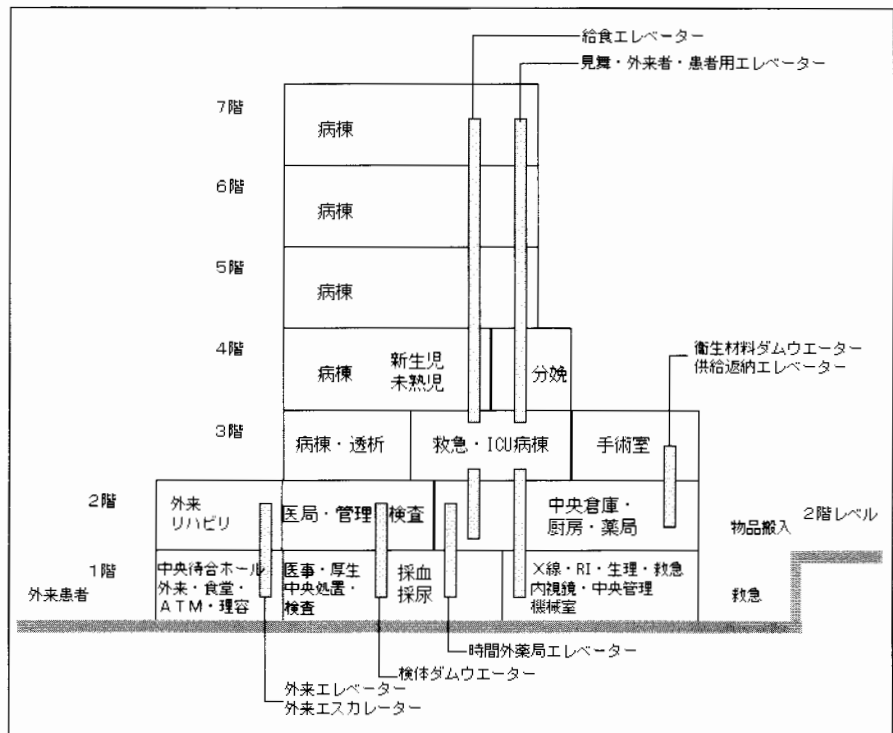 給食エレベーター
見舞・外来者・患者用エレベーター
7階
病棟
6階
病棟
5階
病棟
4階
病棟
新生児
未熟児
分娩
衛生材料ダムウエーター
供給返納エレベーター
3階
病棟・透析
救急・ICU病棟
手術室
2階
外来
リハビリ
医局・管理
検査
中央倉庫・
厨房・薬局
物品搬入
2階レベル
1階
外来患者
中央待合ホール
外来・食堂・
ATM・理容
医事・厚生
中央処置・
検査
採血
採尿
X線・RI・生理・救急
内視鏡・中央管理
機械室
救急
時間外薬局エレベーター
検体ダムウエーター
外来エレベーター
外来エスカレーター